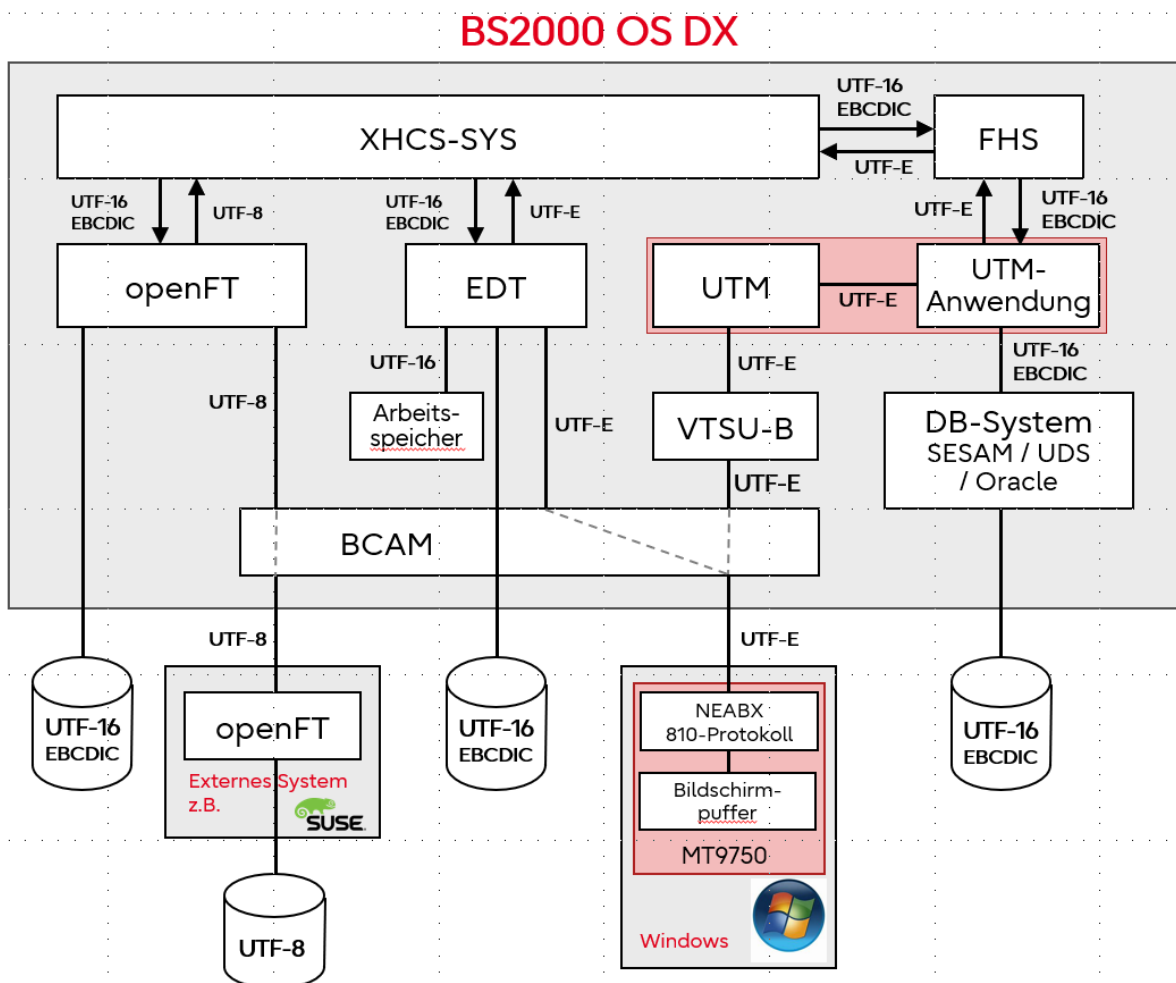 BS2000 OS DX
XHCS-SYS
UTF-16
EBCDIC
UTF-E
FHS
UTF-16
EBCDIC
UTF-8
UTF-16
EBCDIC
UTF-E
UTF-E
UTF-16
EBCDIC
openFT
EDT
UTM
UTF-E
UTM-
Anwendung
UTF-8
UTF-16
Arbeits-
speicher
UTF-E
UTF-E
VTSU-B
UTF-E
UTF-16
EBCDIC
DB-System
SESAM / UDS
/ Oracle
BCAM
UTF-8
UTF-E
UTF-16
EBCDIC
openFT
Externes System
z.B.
SUSE
UTF-8
UTF-16
EBCDIC
NEABX
810-Protokoll
Bildschirm-
puffer
MT9750
Windows
UTF-16
EBCDIC